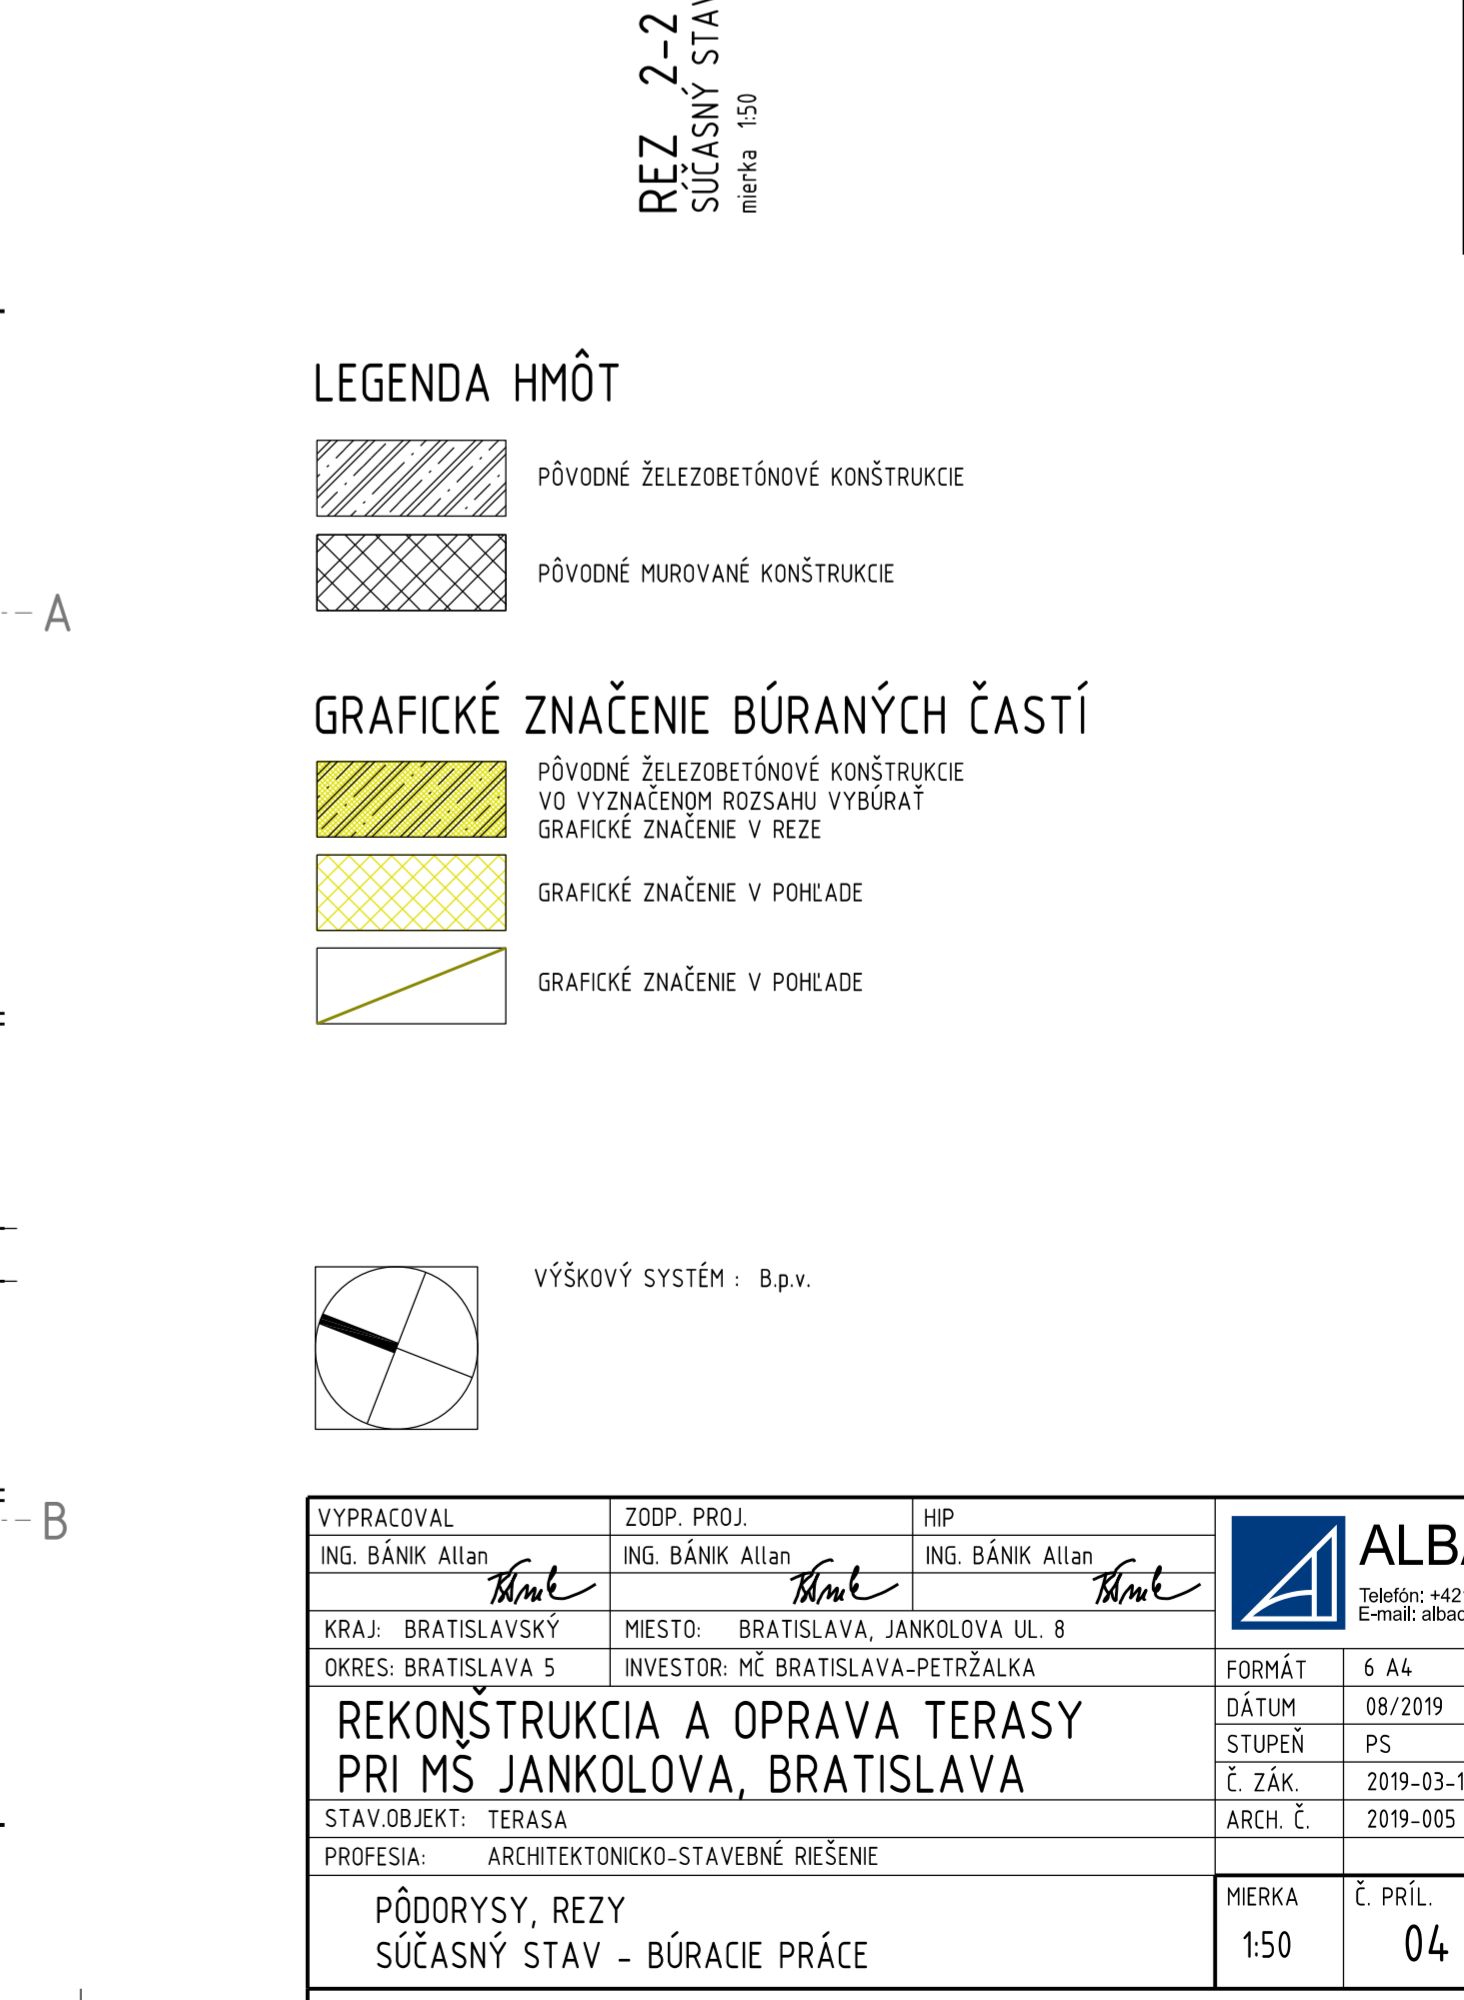 REZ 2-2
SÚČASNÝ
mierka 1:50
LEGENDA HMÔT
PÔVODNÉ ŽELEZOBETÓNOVÉ KONŠTRUKCIE
PÔVODNÉ MUROVANÉ KONŠTRUKCIE
A
GRAFICKÉ ZNAČENIE BÚRANÝCH ČASTÍ
PÔVODNÉ ŽELEZOBETÓNOVÉ KONŠTRUKCIE
VO VYZNAČENOM ROZSAHU VYBÚRAŤ
GRAFICKÉ ZNAČENIE V REZE
GRAFICKÉ ZNAČENIE V POHĽADE
GRAFICKÉ ZNAČENIE V POHĽADE
VÝŠKOVÝ SYSTÉM : B.p.v.
B
VYPRACOVAL ZODP. PROJ. HIP
ING. BÁNIK Allan ING. BÁNIK Allan ING. BÁNIK Allan
Telefón:
E-mail:
KRAJ: BRATISLAVSKÝ MIESTO: BRATISLAVA, JANKOLOVA UL. 8
OKRES: BRATISLAVA 5 INVESTOR: MČ BRATISLAVA-PETRŽALKA
FORMÁT 6 A4
REKONŠTRUKCIA A OPRAVA TERASY
PRI MŠ JANKOLOVA, BRATISLAVA
DÁTUM 08/2019
STUPEŇ PS
Č. ZÁK. 2019-03-1
STAV.OBJEKT: TERASA
ARCH. Č. 2019-005
PROFESIA: ARCHITEKTONICKO-STAVEBNÉ RIEŠENIE
PÔDORYSY, REZY
SÚČASNÝ STAV - BÚRACIE PRÁCE
MIERKA Č. PRÍL.
1:50 04